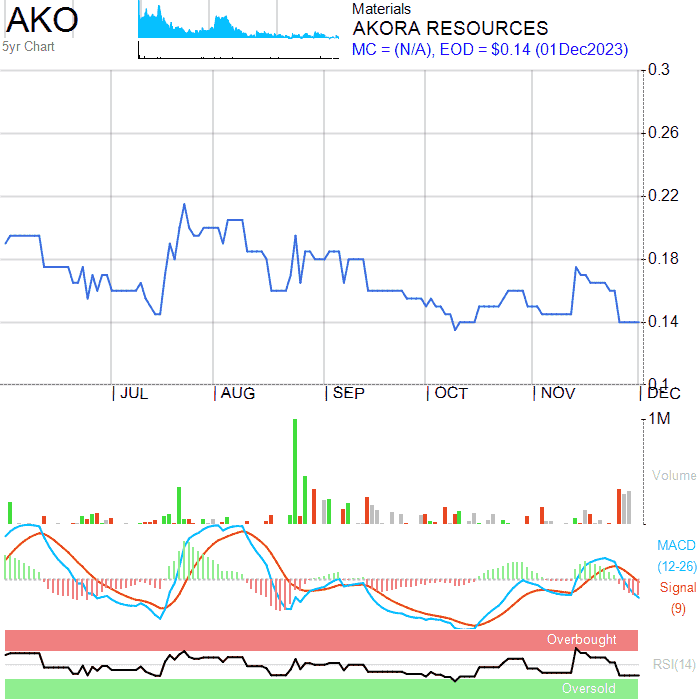 AKO
5yr Chart
Materials
AKORA RESOURCES
MC = (N/A), EOD = $0.14 (01Dec2023)
0.3
0.26
0.22
0.18
0.14
0.1
| JUL | AUG | SEP | OCT | NOV | DEC
1M
Volume
MACD
(12-26)
Signal
(9)
Overbought
RSI(14)
Oversold